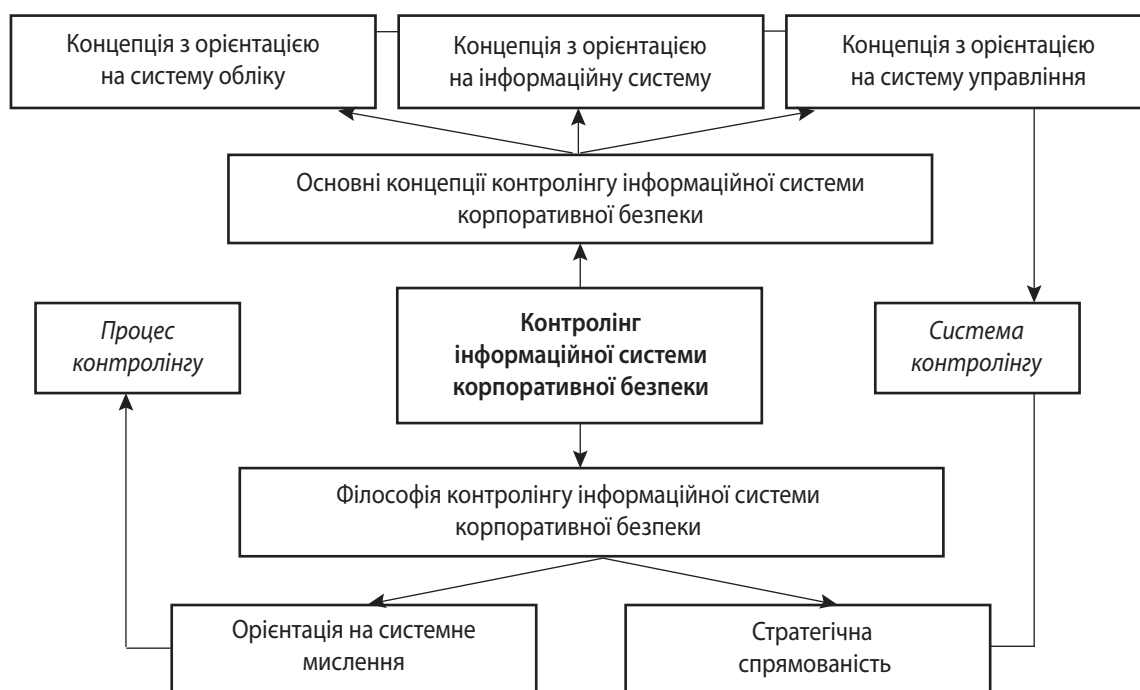 Концепція з орієнтацією
на систему обліку
Концепція з орієнтацією
на інформаційну систему
Концепція з орієнтацією
на систему управління
Основні концепції контролінгу інформаційної системи
корпоративної безпеки
Процес
контролінгу
Контролінг
інформаційної системи
корпоративної безпеки
Система
контролінгу
Філософія контролінгу інформаційної системи
корпоративної безпеки
Орієнтація на системне
мислення
Стратегічна
спрямованість